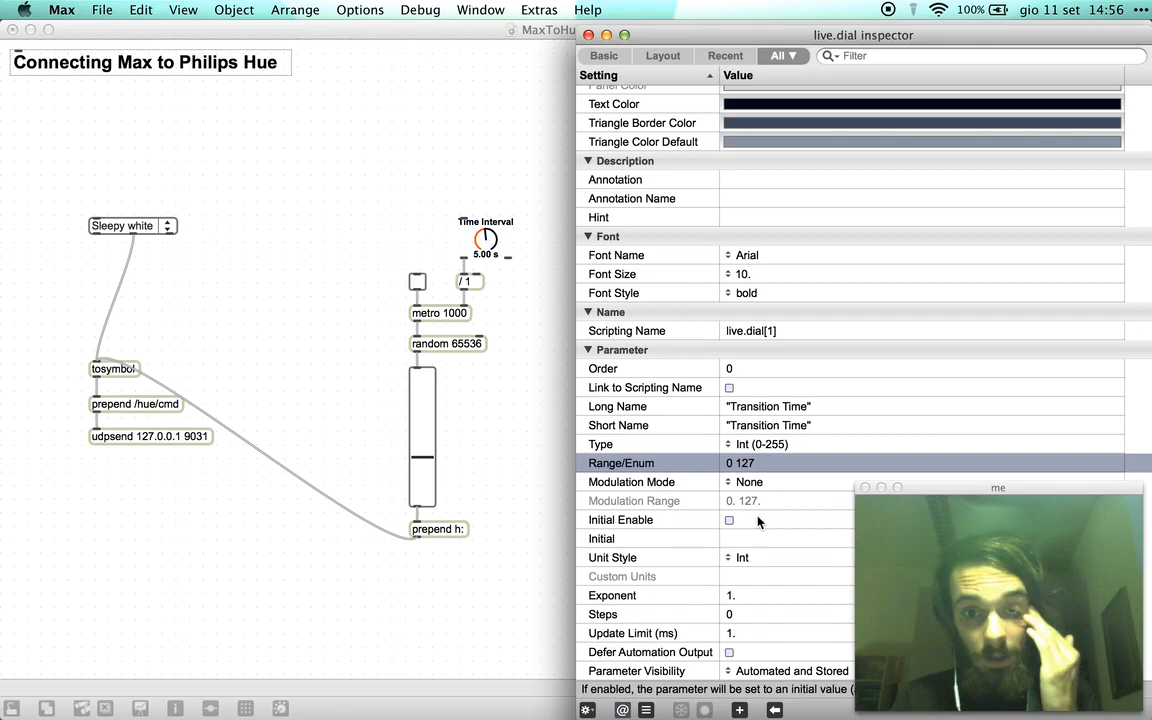 Max File Edit View Object Arrange Options Debug Window Extras Help 100% gio 11 set 14:56
MaxToHu
live.dial inspector
Connecting Max to Philips Hue
Basic Layout Recent All ▼ Filter
Setting Value
Panel Color
Text Color
Triangle Border Color
Triangle Color Default
Description
Annotation
Annotation Name
Hint
Font
Font Name Arial
Font Size 10.
Font Style bold
Name
Scripting Name live.dial[1]
Parameter
Order 0
Link to Scripting Name
Long Name "Transition Time"
Short Name "Transition Time"
Type Int (0-255)
Range/Enum 0 127
Modulation Mode None
Modulation Range 0. 127.
Initial Enable
Initial
Unit Style Int
Custom Units
Exponent 1.
Steps 0
Update Limit (ms) 1.
Defer Automation Output
Parameter Visibility Automated and Stored
If enabled, the parameter will be set to an initial value (
Sleepy white
Time Interval
5.00 s
/ 1
metro 1000
random 65536
tosymbol
prepend /hue/cmd
udpsend 127.0.0.1 9031
prepend h:
me